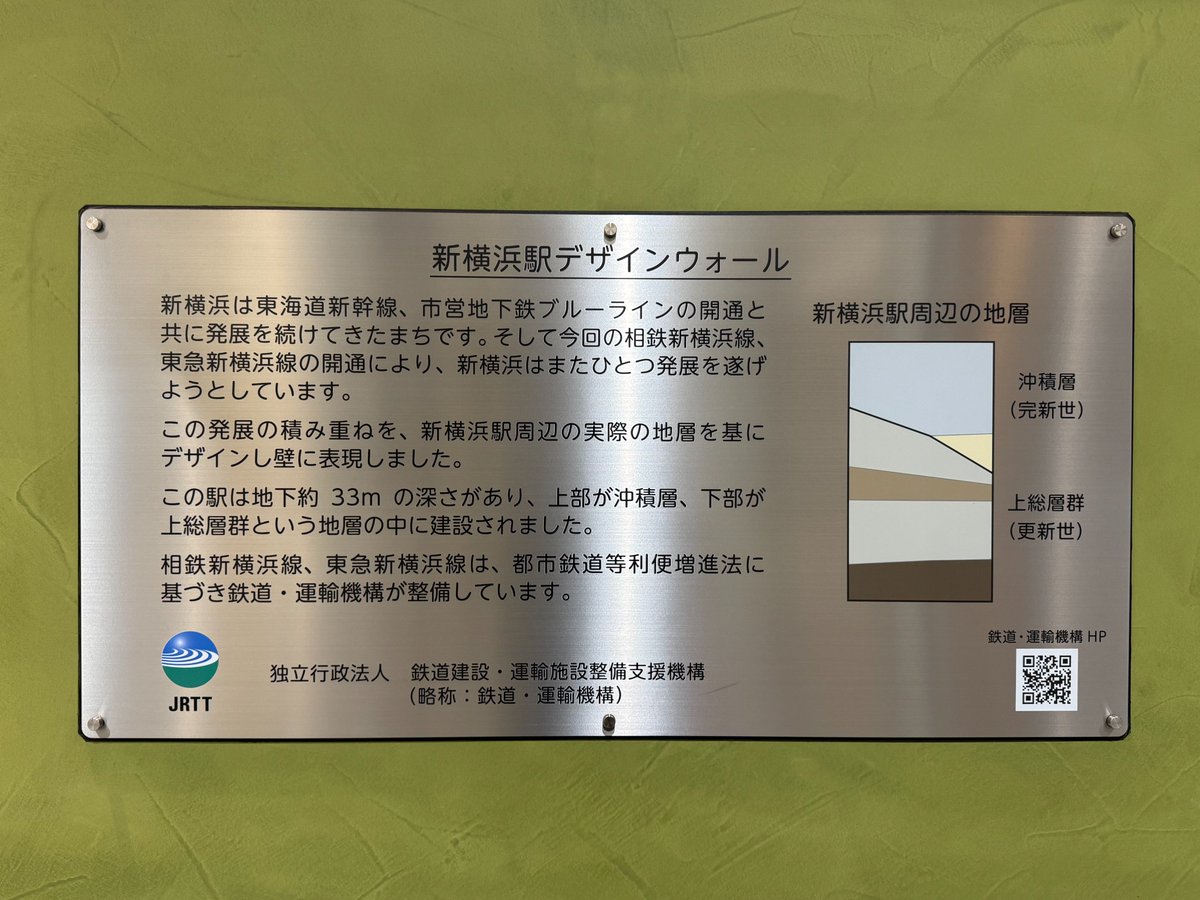 新横浜駅デザインウォール
新横浜は東海道新幹線、市営地下鉄ブルーラインの開通と
共に発展を続けてきたまちです。そして今回の相鉄新横浜線、
東急新横浜線の開通により、新横浜はまたひとつ発展を遂げ
ようとしています。
この発展の積み重ねを、新横浜駅周辺の実際の地層を基に
デザインし壁に表現しました。
この駅は地下約 33m の深さがあり、上部が沖積層、下部が
上総層群という地層の中に建設されました。
相鉄新横浜線、東急新横浜線は、都市鉄道等利便増進法に
基づき鉄道・運輸機構が整備しています。
新横浜駅周辺の地層
沖積層
(完新世)
上総層群
(更新世)
JRTT
独立行政法人 鉄道建設・運輸施設整備支援機構
(略称：鉄道・運輸機構)
鉄道・運輸機構 HP